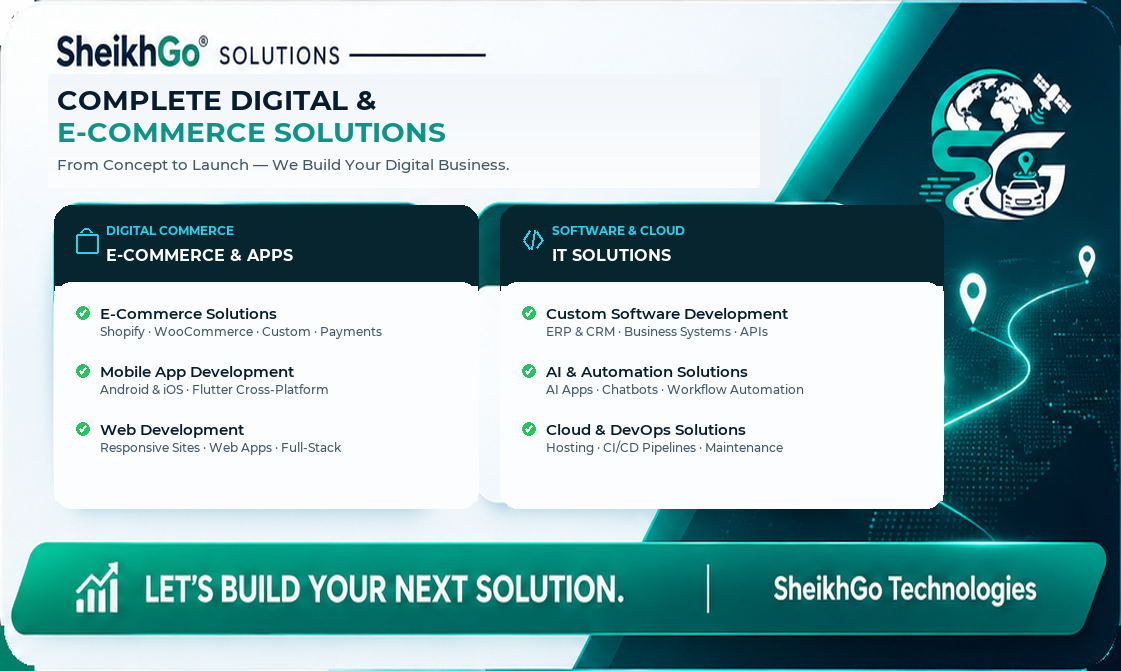 SheikhGo® SOLUTIONS
COMPLETE DIGITAL &
E-COMMERCE SOLUTIONS
From Concept to Launch — We Build Your Digital Business.
SG
DIGITAL COMMERCE
E-COMMERCE & APPS
E-Commerce Solutions
Shopify · WooCommerce · Custom · Payments
Mobile App Development
Android & iOS · Flutter Cross-Platform
Web Development
Responsive Sites · Web Apps · Full-Stack
SOFTWARE & CLOUD
IT SOLUTIONS
Custom Software Development
ERP & CRM · Business Systems · APIs
AI & Automation Solutions
AI Apps · Chatbots · Workflow Automation
Cloud & DevOps Solutions
Hosting · CI/CD Pipelines · Maintenance
LET'S BUILD YOUR NEXT SOLUTION.
SheikhGo Technologies